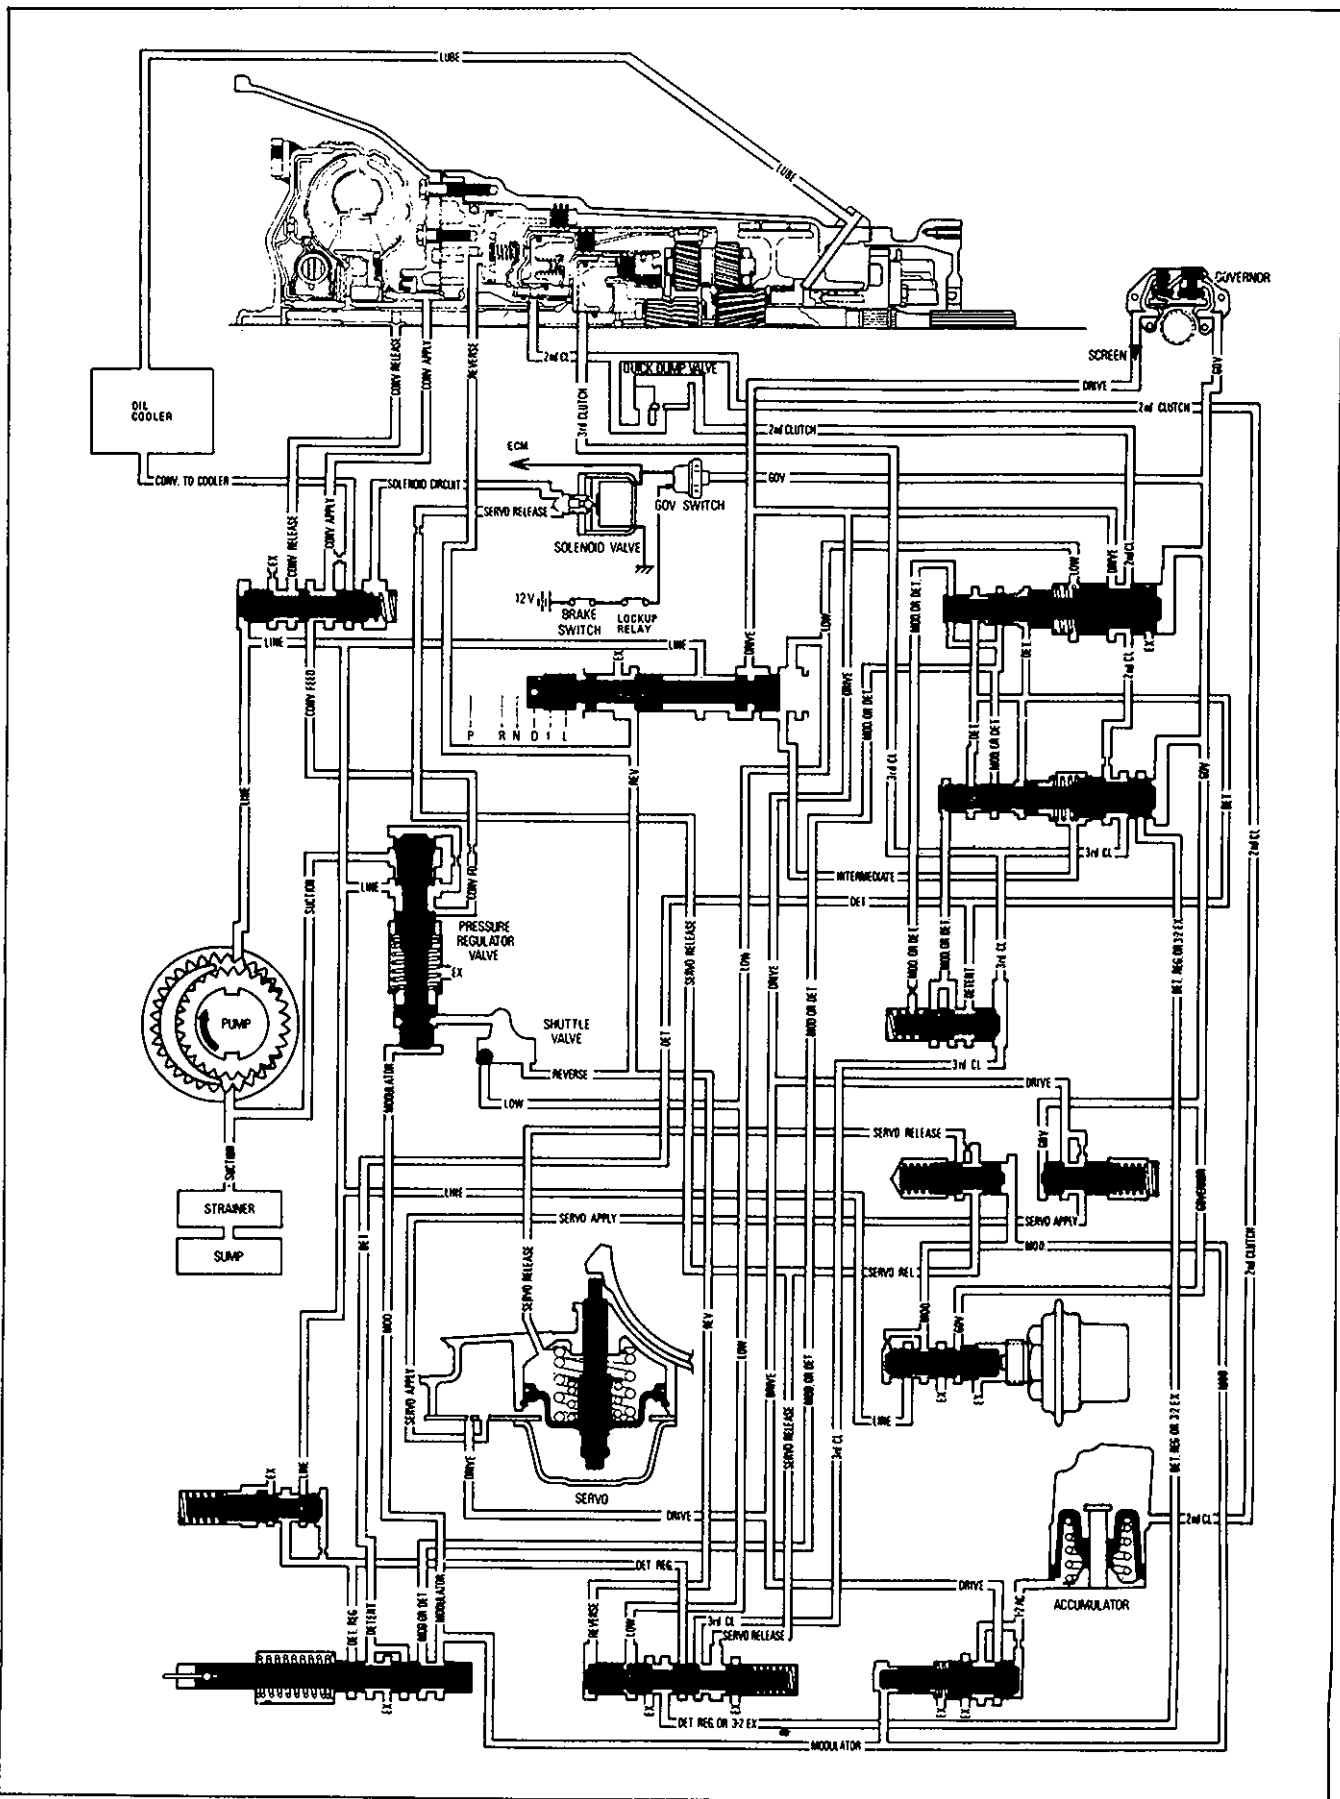 LUBE
LUBE
GOVERNOR
SCREEN
GOV
DRIVE
OIL
COOLER
CONV RELEASE
CONV APPLY
REVERSE
2nd CL
QUICK DUMP VALVE
3rd CLUTCH
2nd CLUTCH
2nd CLUTCH
ECM
CONV. TO COOLER
SOLENOID CIRCUIT
SERVO RELEASE
GOV
GOV SWITCH
SOLENOID VALVE
CONV RELEASE
CONV APPLY
EX
12V
BRAKE
SWITCH
LOCKUP
RELAY
LOW
DRIVE
2nd CL
MOD OR DET.
LOW
DRIVE
LINE
CONV FEED
EX
LINE
DET
2nd CL
EX
P R N D 1 L
REV
DRIVE
MOD OR DET
3rd CL
DET
MOD OR DET
GOV
DET
LINE
3rd CL
INTERMEDIATE
DET
2nd CL
SUCTION
LINE
CONV FD
PRESSURE
REGULATOR
VALVE
EX
SERVO RELEASE
LOW
DRIVE
MOD OR DET
MOD OR DET
MOD OR DET
DETENT
3rd CL
DET. REG OR 3-2 EX
PUMP
SHUTTLE
VALVE
DET
REVERSE
LOW
MODULATOR
3rd CL
DRIVE
GOV
SUCTION
SERVO RELEASE
STRAINER
SUMP
LINE
SERVO APPLY
SERVO APPLY
GOVERNOR
DET
MOD.
SERVO REL
2nd CLUTCH
SERVO RELEASE
MOD
REV
LOW
DRIVE
MOD OR DET
MOD.
GOV
SERVO APPLY
EX
EX
LINE
MOD
SERVO RELEASE
3rd CL
DET. REG OR 3-2 EX
DRIVE
SERVO
EX
LINE
DRIVE
2nd CL
DET REG
DRIVE
ACCUMULATOR
DET. REG
DETENT
MOD OR DET
MODULATOR
REVERSE
LOW
3rd CL
SERVO RELEASE
1-2 AC
EX
EX
EX
EX
EX
DET REG OR 3-2 EX
MODULATOR